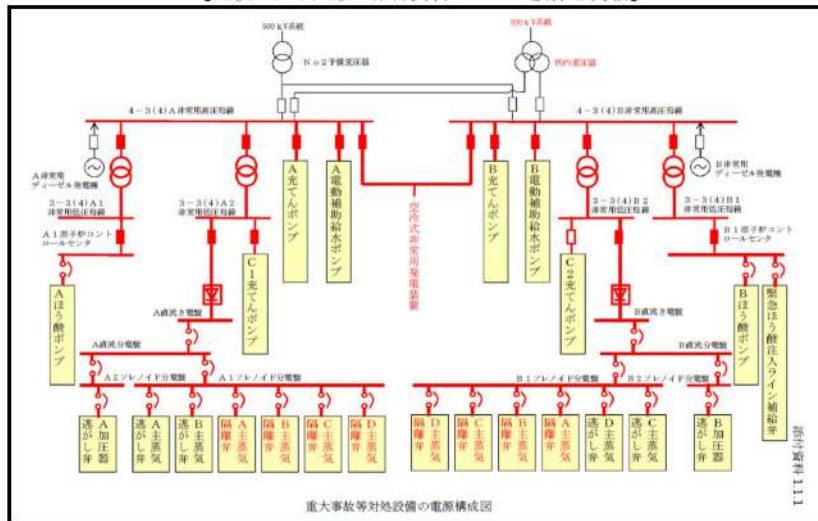 500kV系統
500kV系統
No2予備変圧器
所内変圧器
4-3(4)A非常用高圧母線
4-3(4)B非常用高圧母線
A非常用
ディーゼル発電機
B非常用
ディーゼル発電機
A充てんポンプ
A電動補助給水ポンプ
空冷式非常用発電装置
B充てんポンプ
B電動補助給水ポンプ
3-3(4)A1
非常用低圧母線
3-3(4)A2
非常用低圧母線
3-3(4)B2
非常用低圧母線
3-3(4)B1
非常用低圧母線
A1原子炉コント
ロールセンタ
B1原子炉コント
ロールセンタ
C1充てんポンプ
C2充てんポンプ
Aほう酸ポンプ
Bほう酸ポンプ
緊急ほう酸注入ライン補給弁
A直流き電盤
B直流き電盤
A直流分電盤
B直流分電盤
A2ソレノイド分電盤
A1ソレノイド分電盤
B1ソレノイド分電盤
B2ソレノイド分電盤
A加圧器
逃がし弁
A主蒸気
逃がし弁
B主蒸気
逃がし弁
A主蒸気
隔離弁
B主蒸気
隔離弁
C主蒸気
隔離弁
D主蒸気
隔離弁
D主蒸気
隔離弁
C主蒸気
隔離弁
B主蒸気
隔離弁
A主蒸気
隔離弁
D主蒸気
逃がし弁
C主蒸気
逃がし弁
B加圧器
逃がし弁
添付資料 1.1.1
重大事故等対処設備の電源構成図